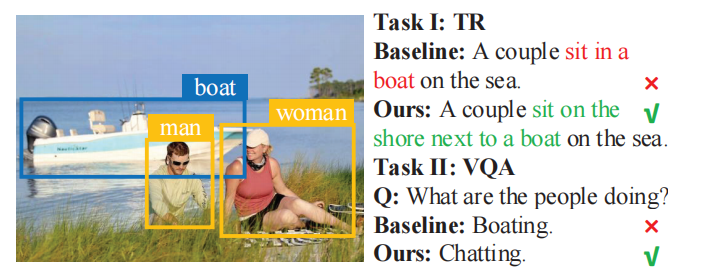 boat
man
woman
Task I: TR
Baseline: A couple sit in a
boat on the sea. ×
Ours: A couple sit on the √
shore next to a boat on the sea.
Task II: VQA
Q: What are the people doing?
Baseline: Boating. ×
Ours: Chatting. √